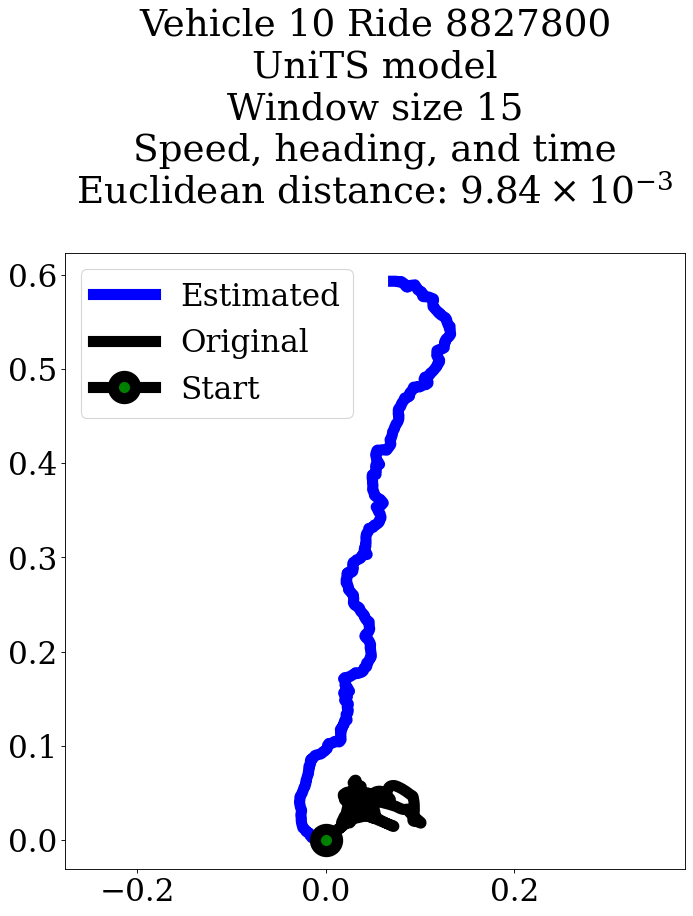 Vehicle 10 Ride 8827800
UniTS model
Window size 15
Speed, heading, and time
Euclidean distance: 9.84 × 10⁻³
0.6
Estimated
Original
0.5
Start
0.4
0.3
0.2
0.1
0.0
−0.2 0.0 0.2